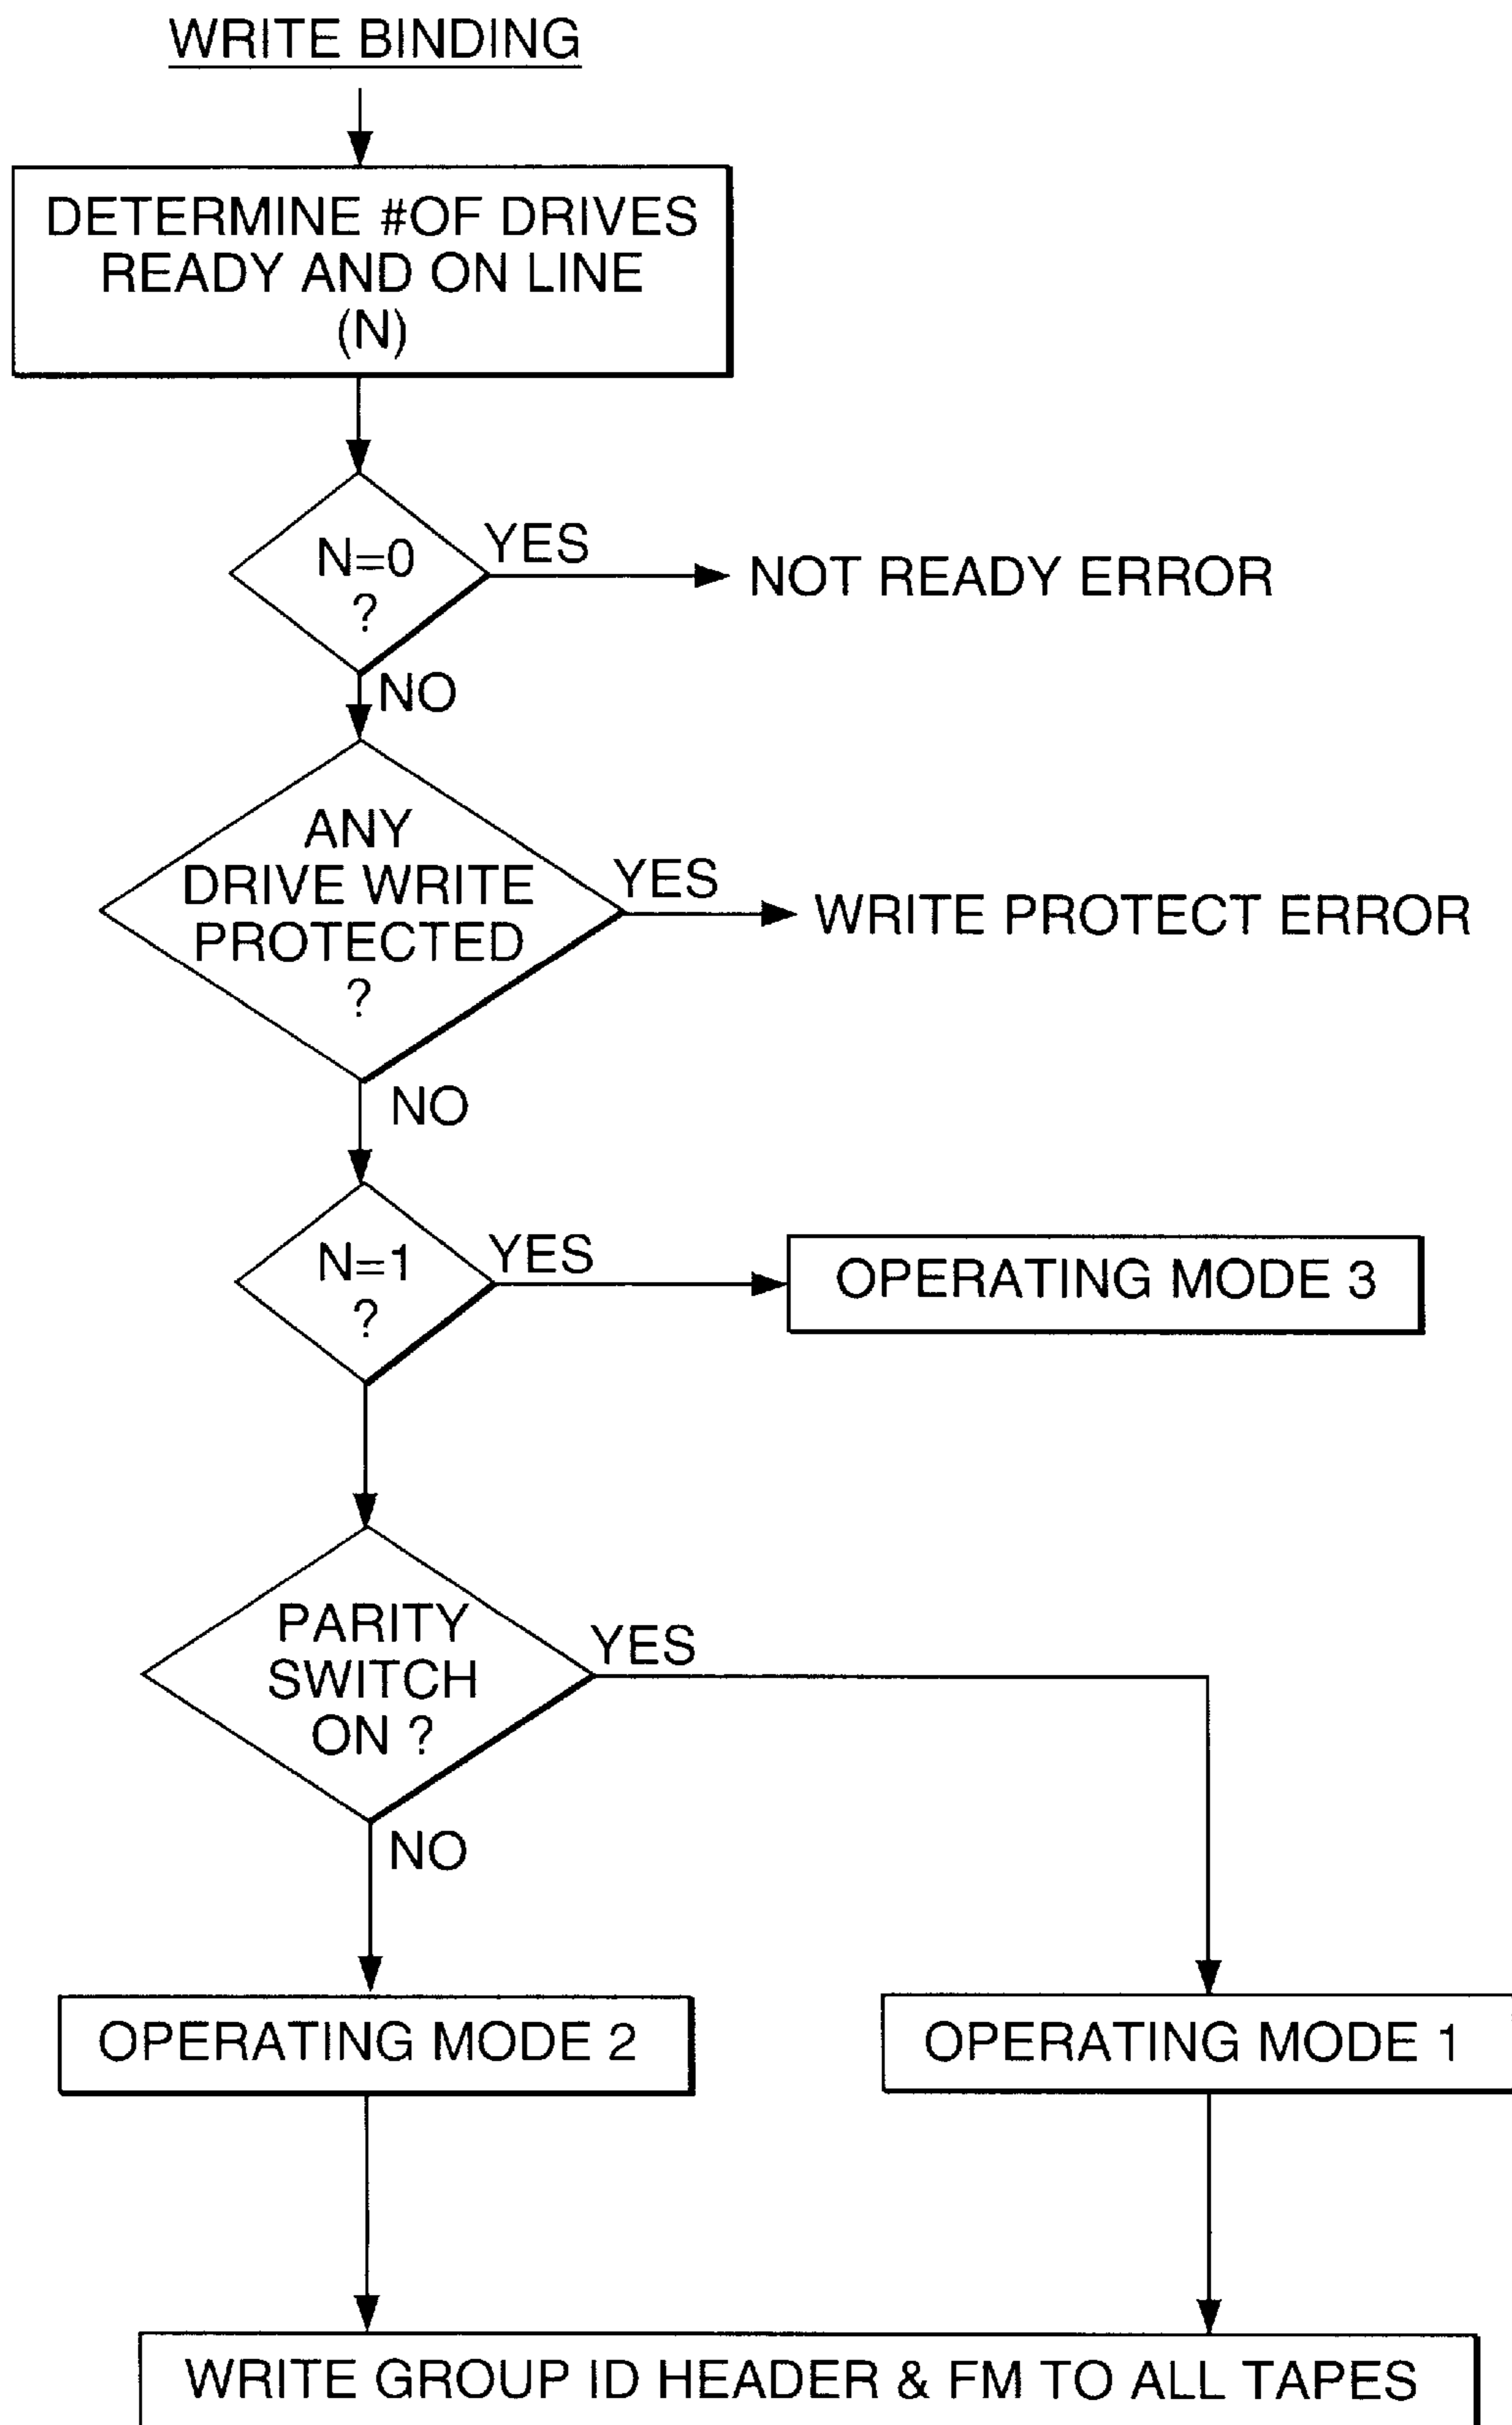 WRITE BINDING
DETERMINE #OF DRIVES
READY AND ON LINE
(N)
N=0
?
YES
NOT READY ERROR
NO
ANY
DRIVE WRITE
PROTECTED
?
YES
WRITE PROTECT ERROR
NO
N=1
?
YES
OPERATING MODE 3
PARITY
SWITCH
ON ?
YES
NO
OPERATING MODE 2
OPERATING MODE 1
WRITE GROUP ID HEADER & FM TO ALL TAPES